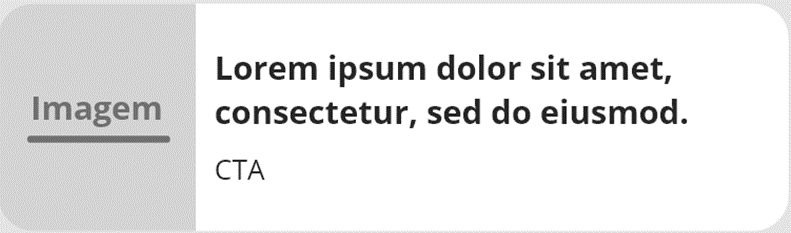 Imagem
Lorem ipsum dolor sit amet,
consectetur, sed do eiusmod.
CTA